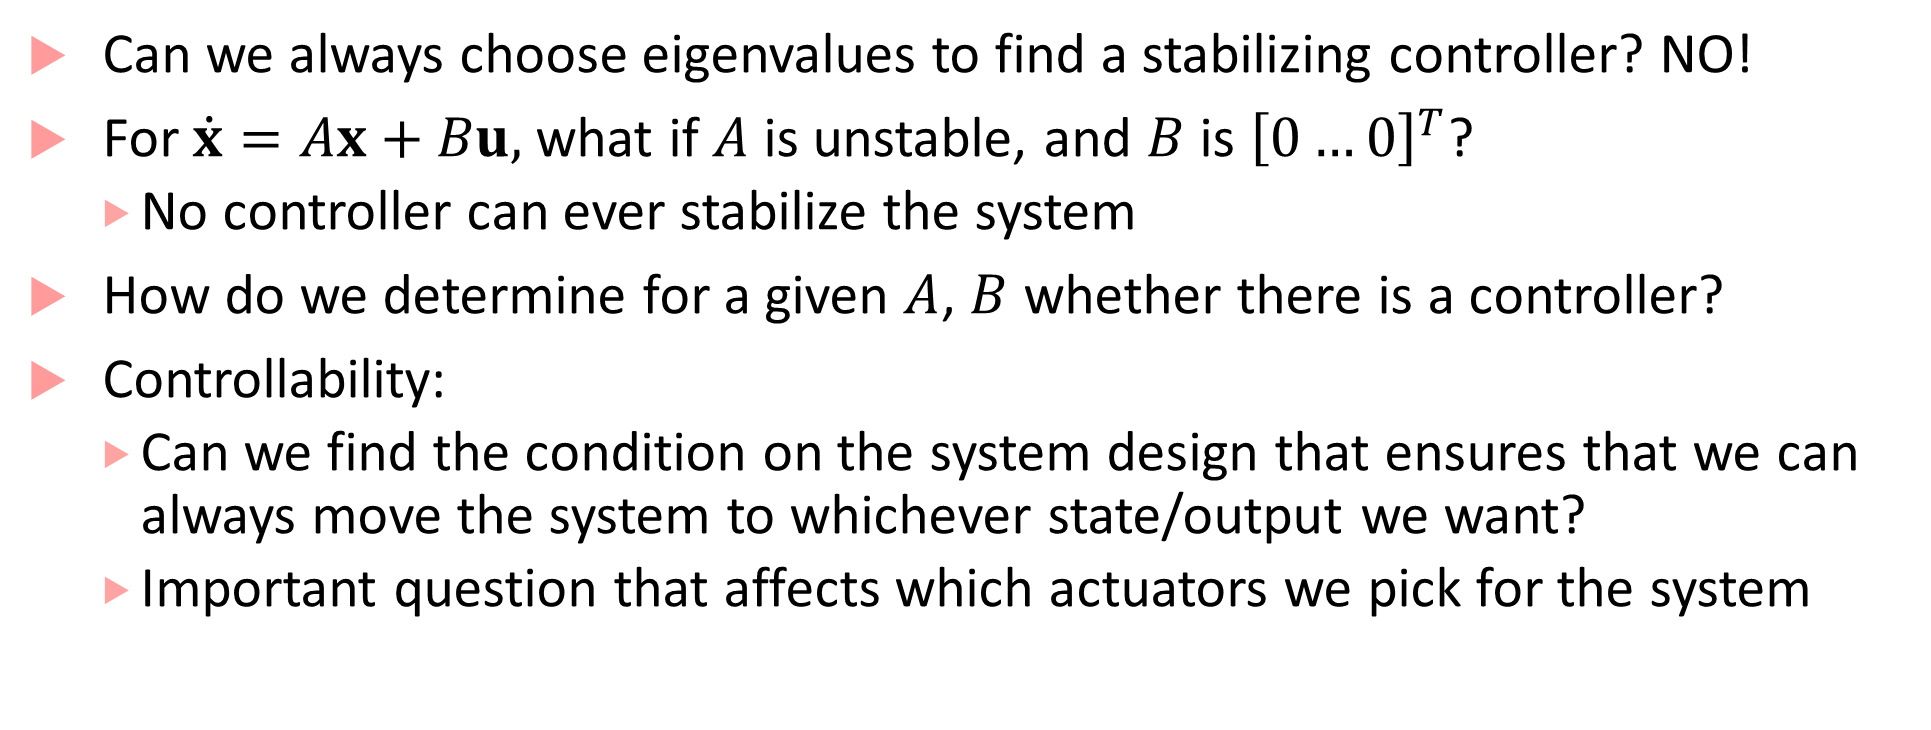 Can we always choose eigenvalues to find a stabilizing controller? NO!
For ẋ = Ax + Bu, what if A is unstable, and B is [0 … 0]ᵀ?
No controller can ever stabilize the system
How do we determine for a given A, B whether there is a controller?
Controllability:
Can we find the condition on the system design that ensures that we can
always move the system to whichever state/output we want?
Important question that affects which actuators we pick for the system